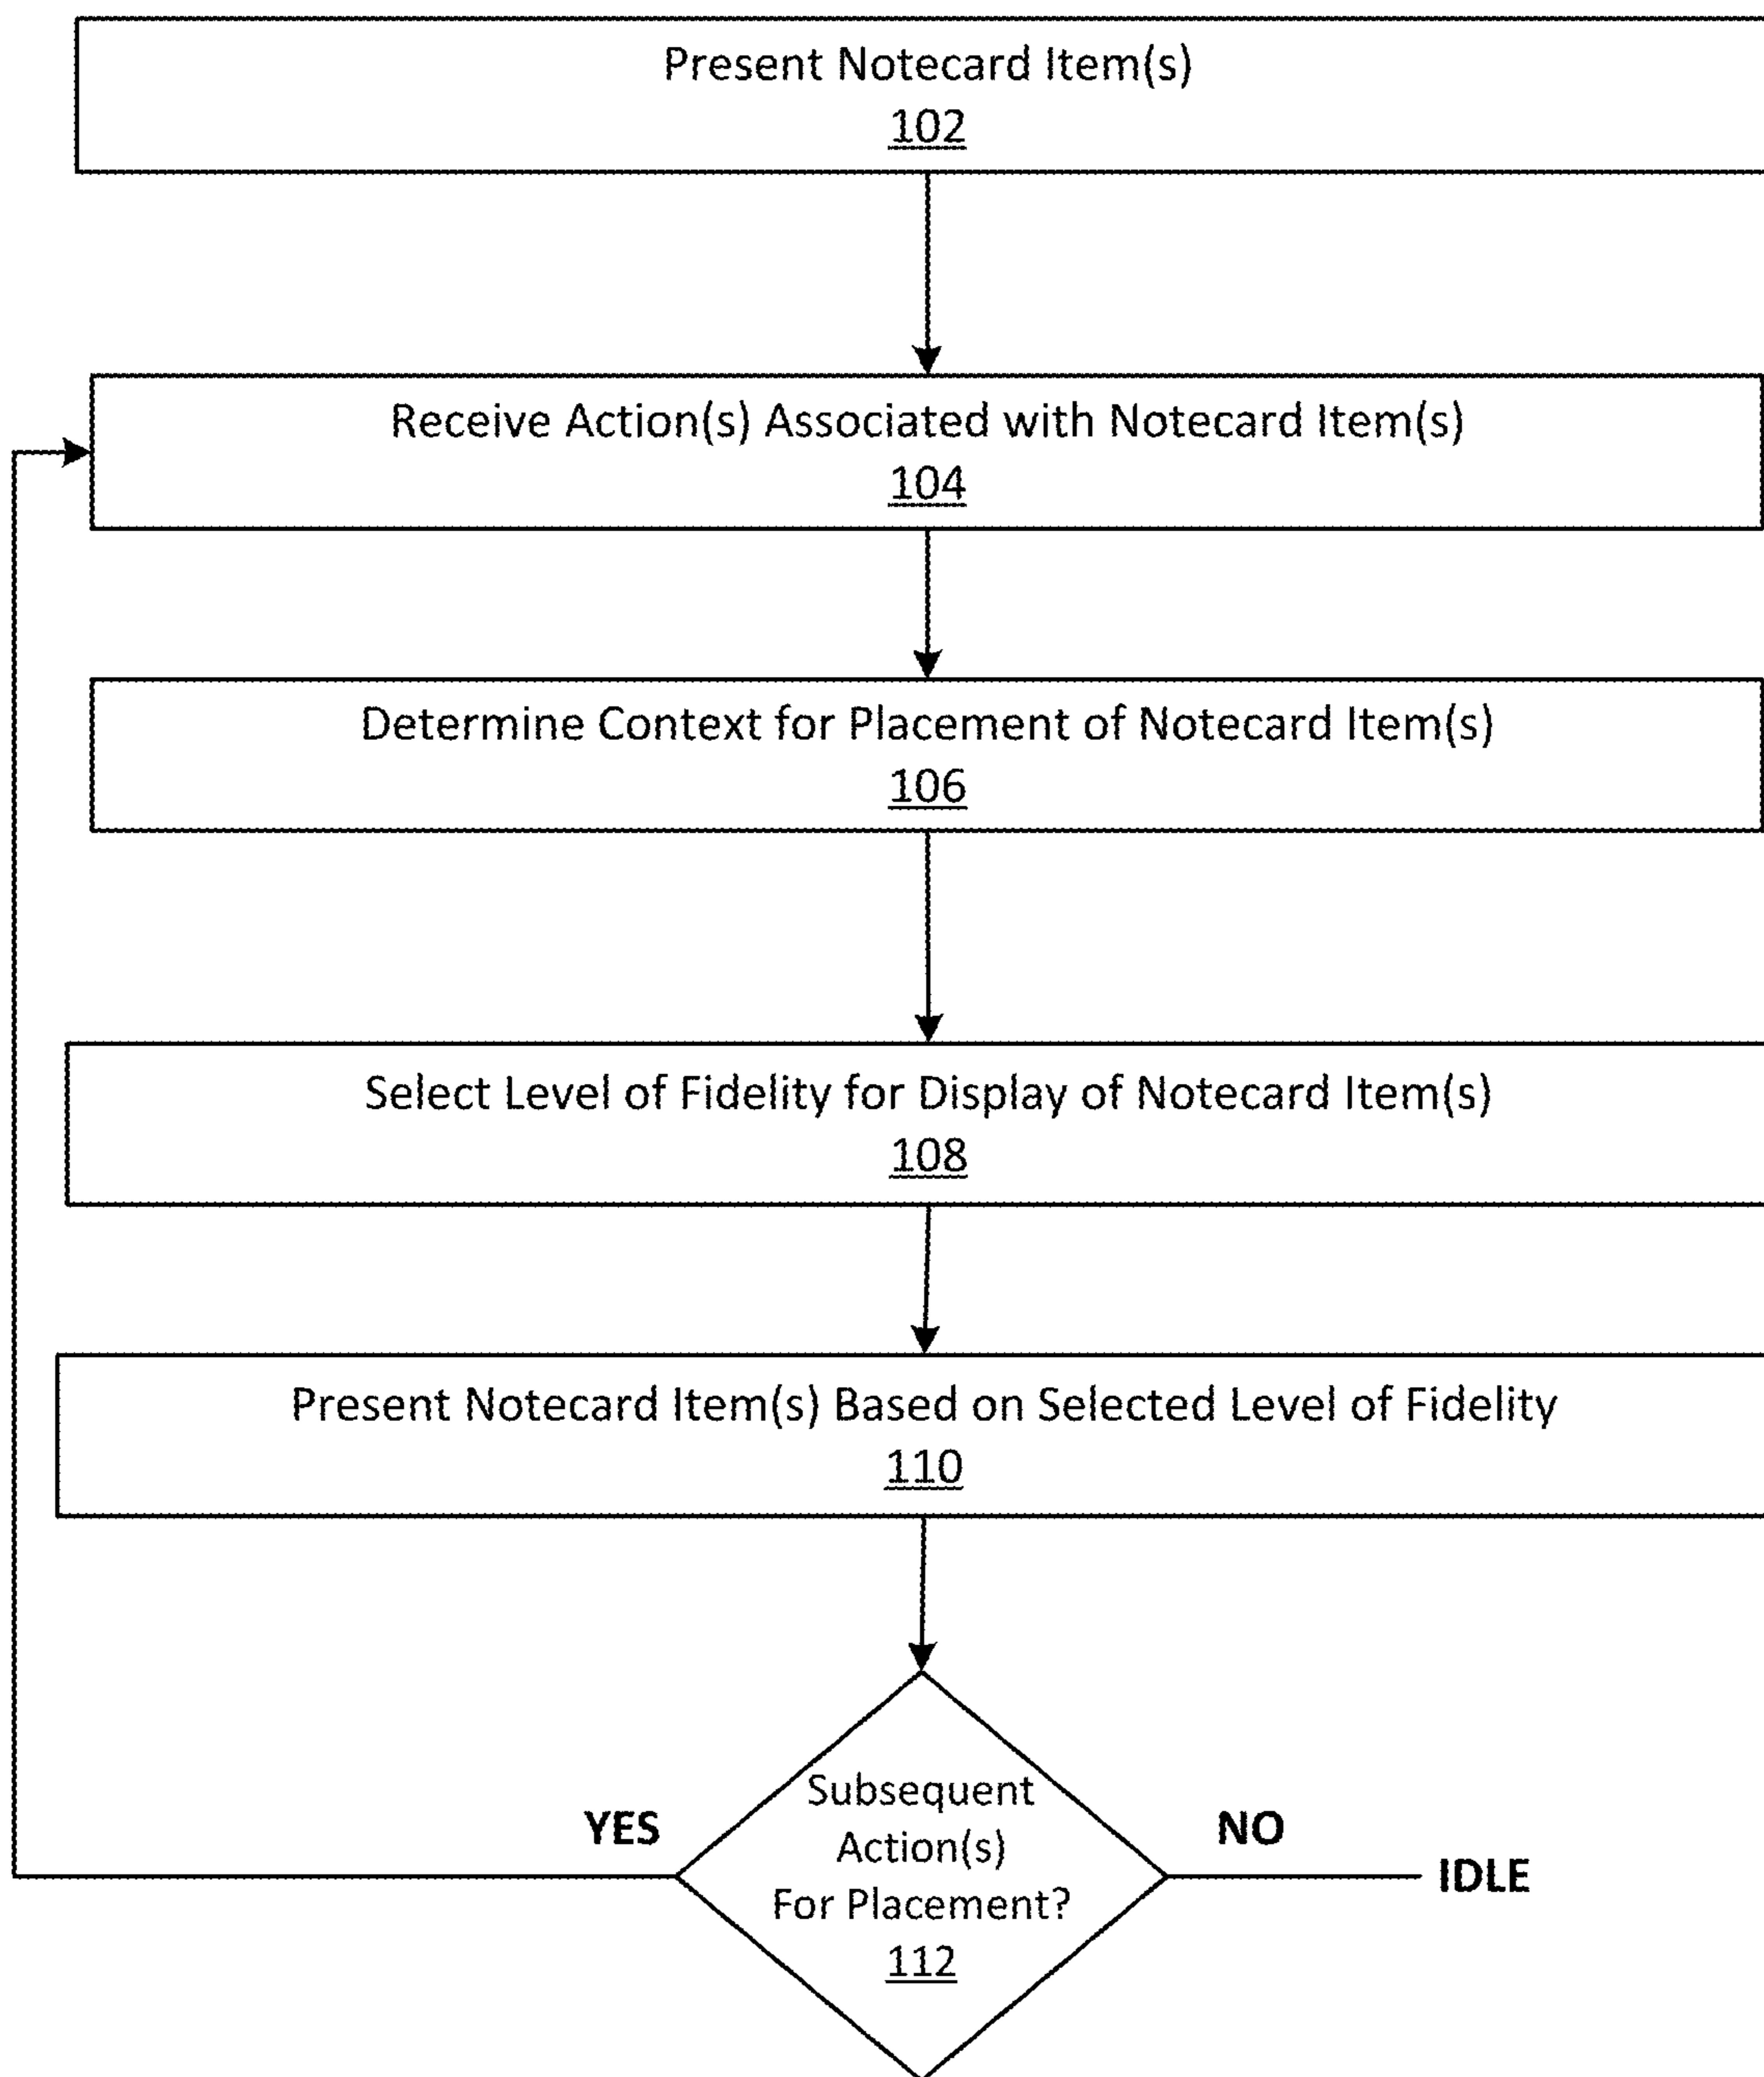 Present Notecard Item(s)
102
Receive Action(s) Associated with Notecard Item(s)
104
Determine Context for Placement of Notecard Item(s)
106
Select Level of Fidelity for Display of Notecard Item(s)
108
Present Notecard Item(s) Based on Selected Level of Fidelity
110
Subsequent
Action(s)
For Placement?
112
YES
NO
IDLE